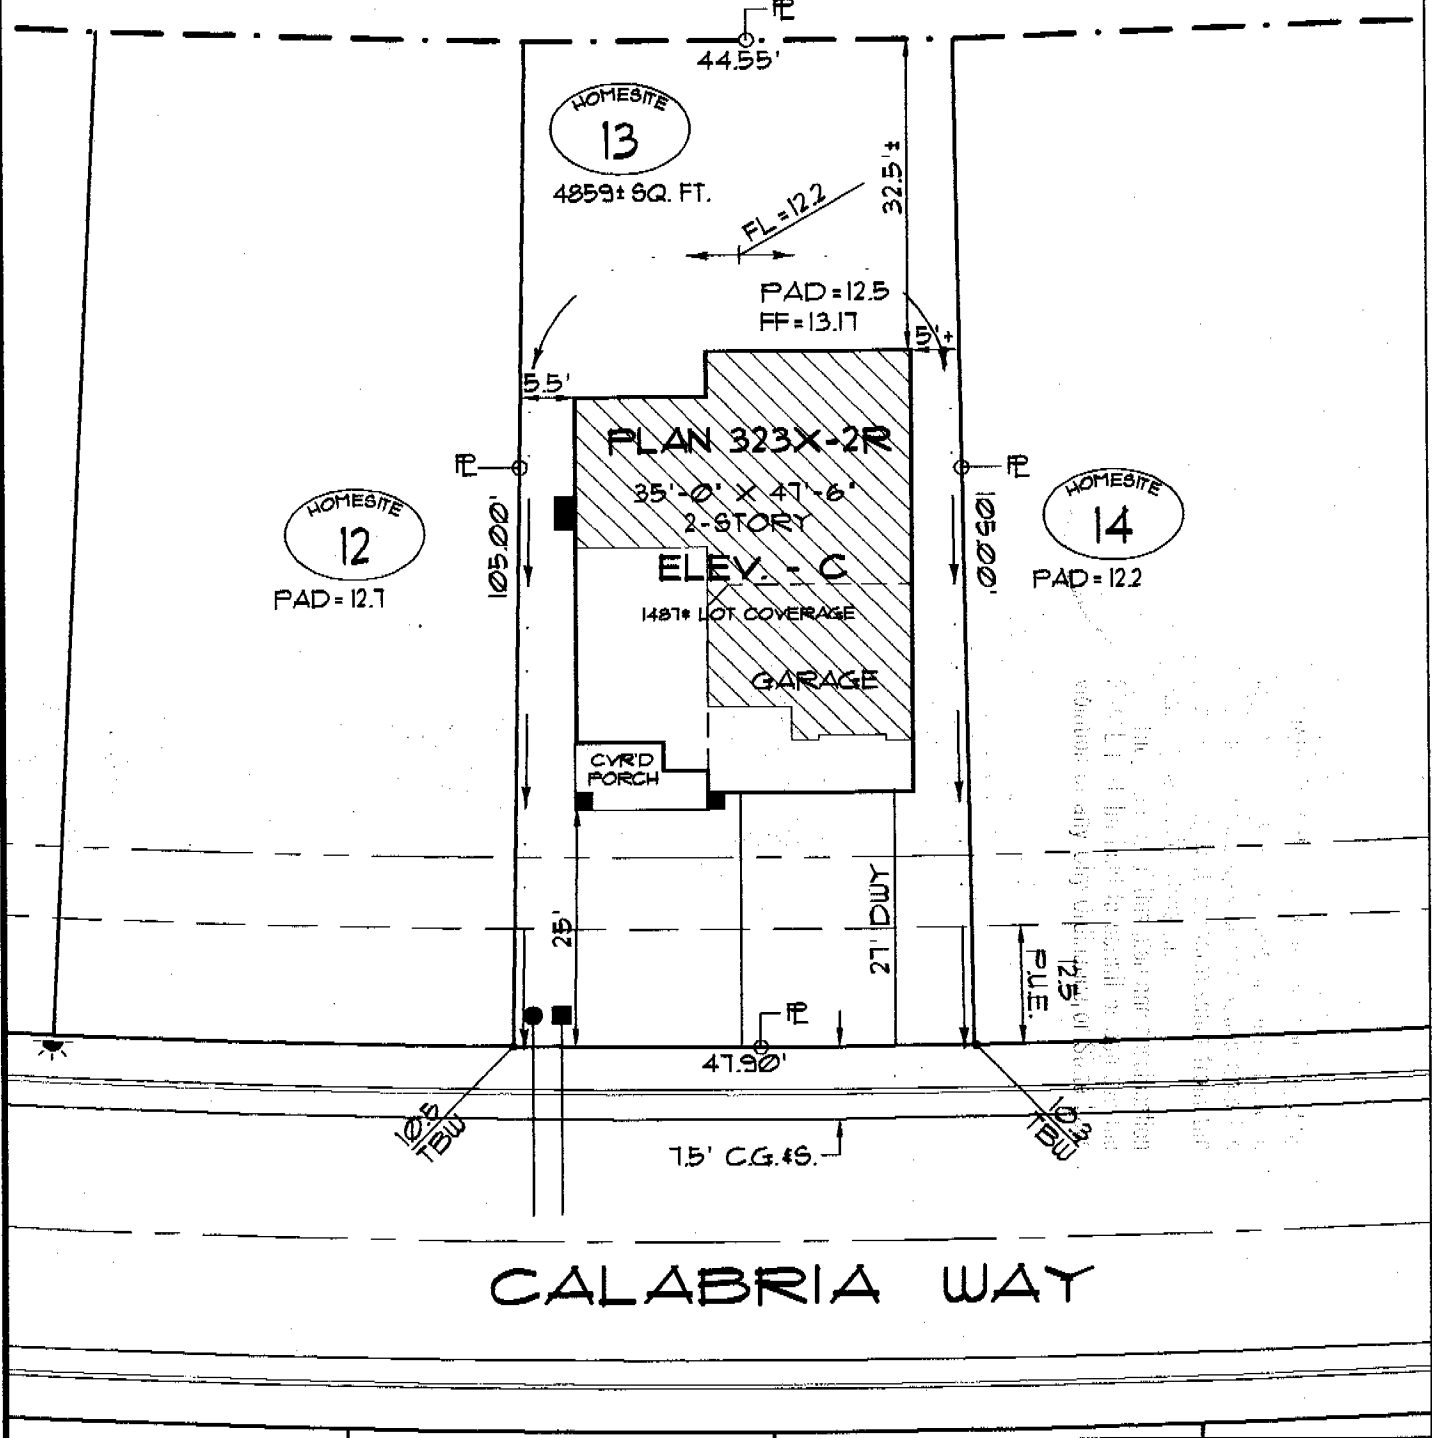 PL
44.55'
HOMESITE
13
4859± SQ. FT.
32.5'±
FL=12.2
PAD=12.5
FF=13.17
5'±
5.5'
PLAN 323X-2R
35'-0" X 47'-6"
2-STORY
ELEV. - C
1487# LOT COVERAGE
GARAGE
PL
PL
105.00'
105.00'
HOMESITE
12
PAD=12.7
HOMESITE
14
PAD=12.2
CVR'D
PORCH
25'
27' DWY
12.5
P.U.E.
PL
47.90'
10.5
TBW
10.3
TBW
7.5' C.G.&S.
CALABRIA WAY